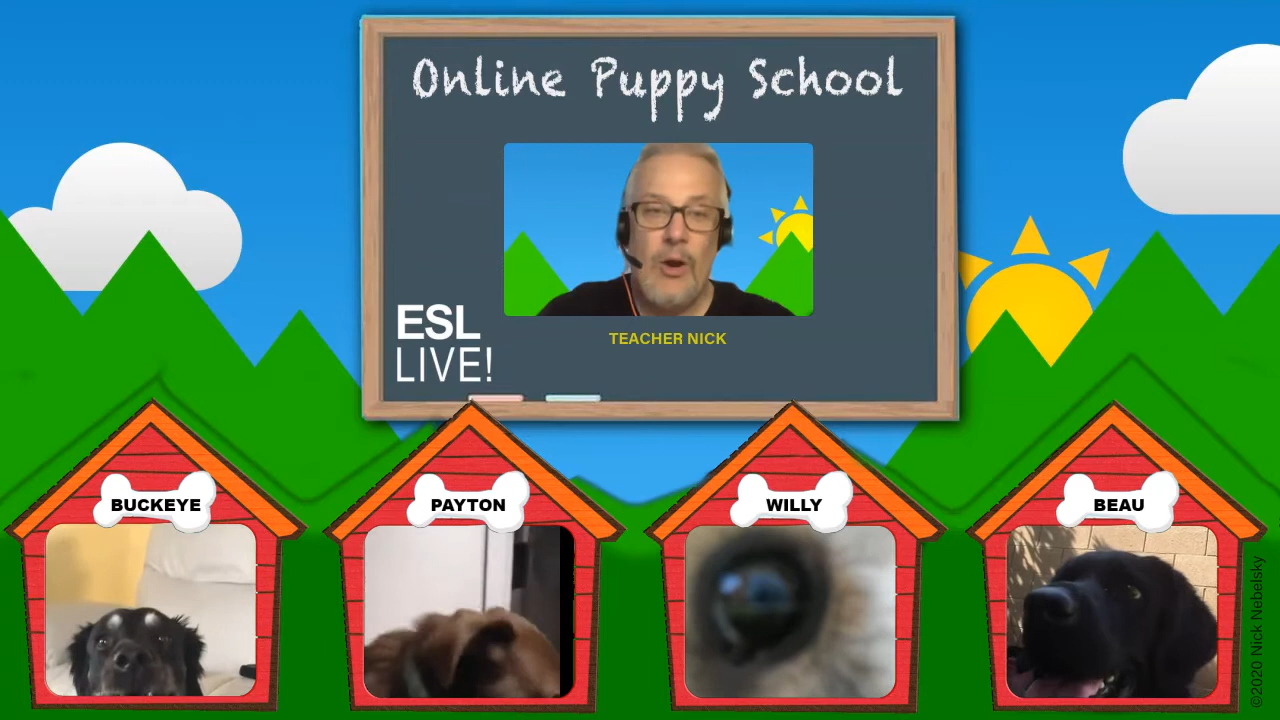 Online Puppy School
TEACHER NICK
ESL
LIVE!
BUCKEYE
PAYTON
WILLY
BEAU
©2020 Nick Nebelsky